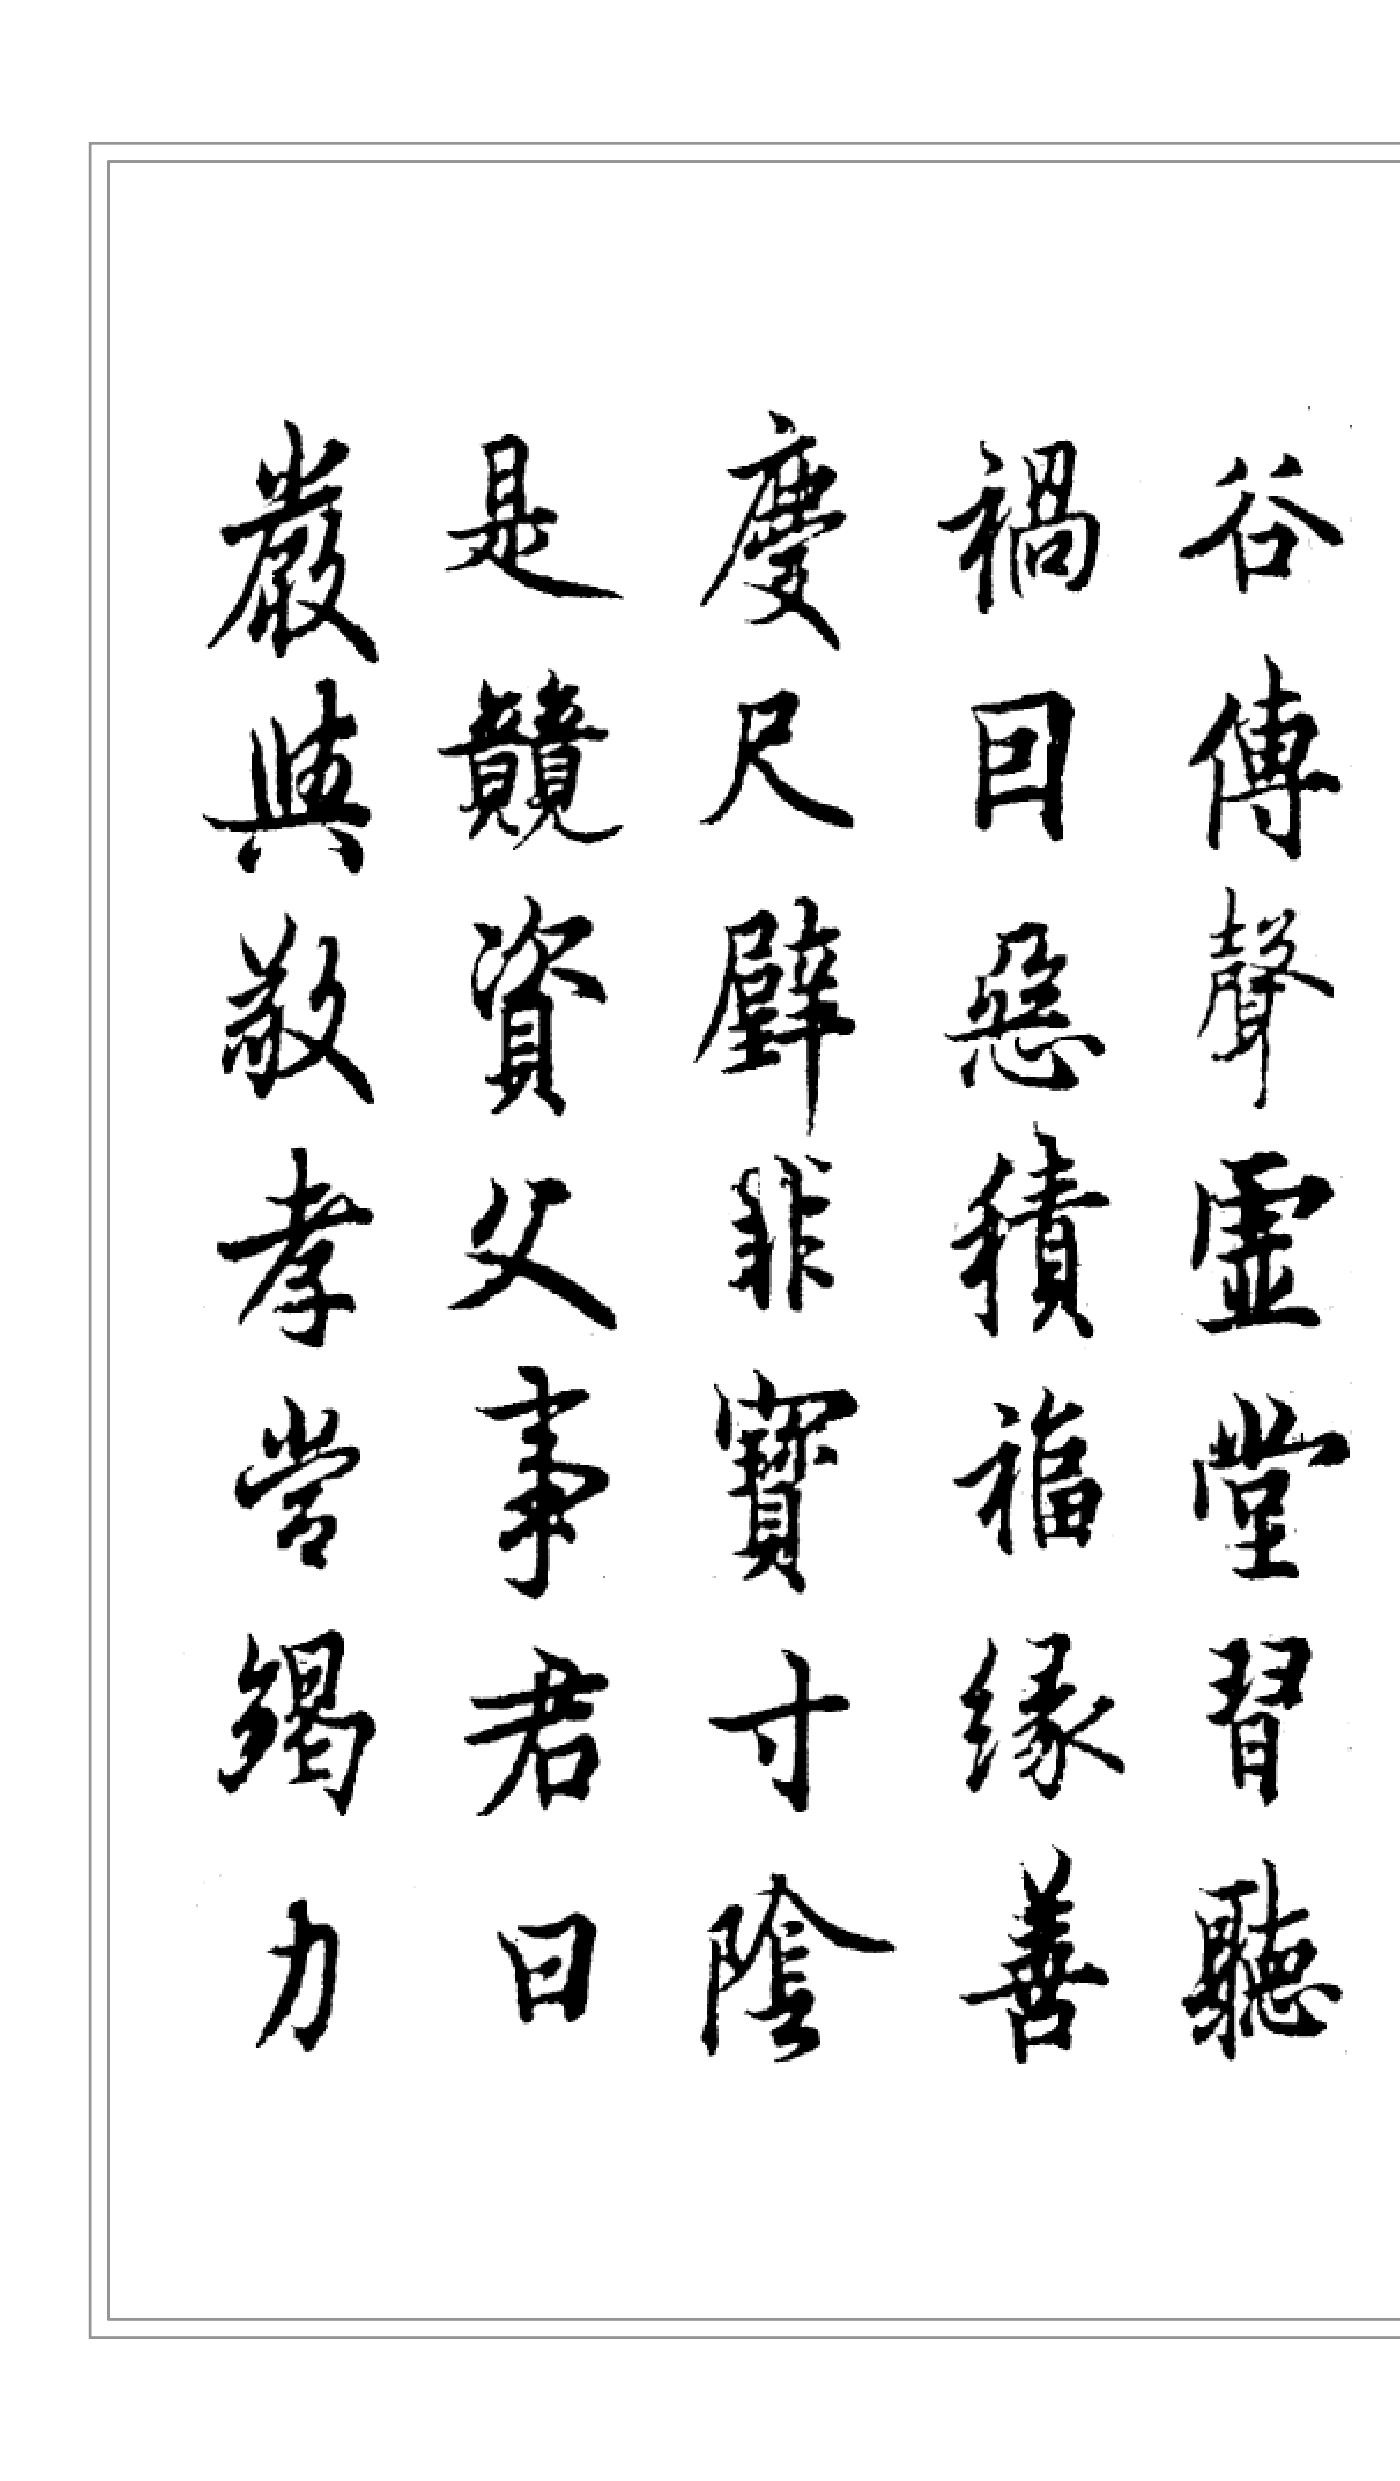 谷傳聲虛堂習聽
禍因惡積福緣善
慶尺璧非寶寸陰
是競資父事君曰
嚴與敬孝當竭力